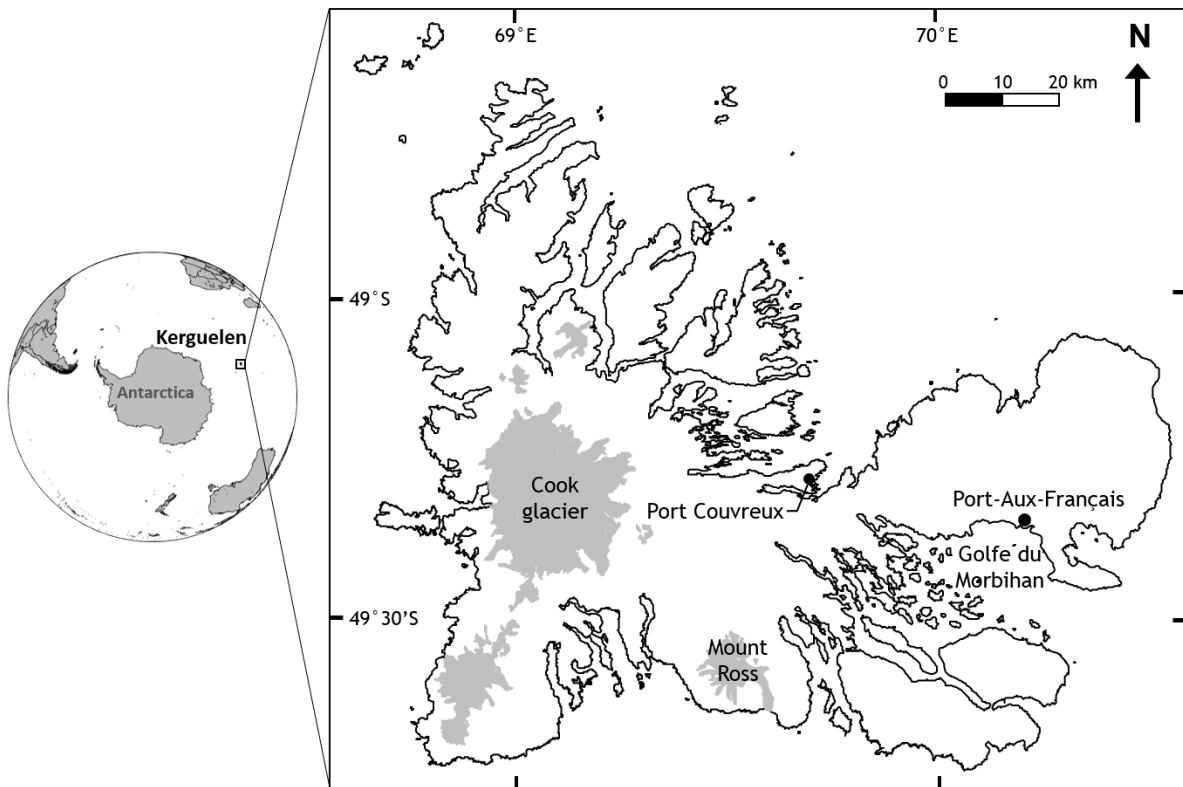 69°E
70°E
N
0 10 20 km
49°S
Kerguelen
Antarctica
Cook
glacier
Port Couvreux
Port-Aux-Français
Golfe du
Morbihan
49°30'S
Mount
Ross